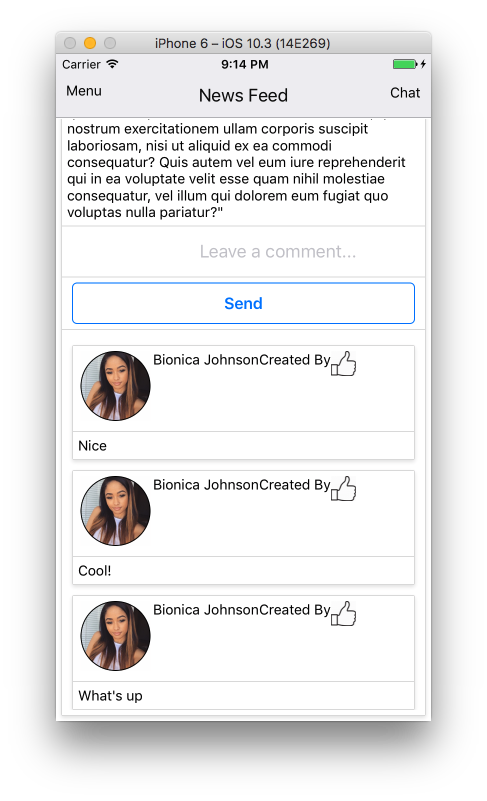 iPhone 6 – iOS 10.3 (14E269)
Carrier 9:14 PM
Menu News Feed Chat
nostrum exercitationem ullam corporis suscipit
laboriosam, nisi ut aliquid ex ea commodi
consequatur? Quis autem vel eum iure reprehenderit
qui in ea voluptate velit esse quam nihil molestiae
consequatur, vel illum qui dolorem eum fugiat quo
voluptas nulla pariatur?"
Leave a comment...
Send
Bionica JohnsonCreated By
Nice
Bionica JohnsonCreated By
Cool!
Bionica JohnsonCreated By
What's up